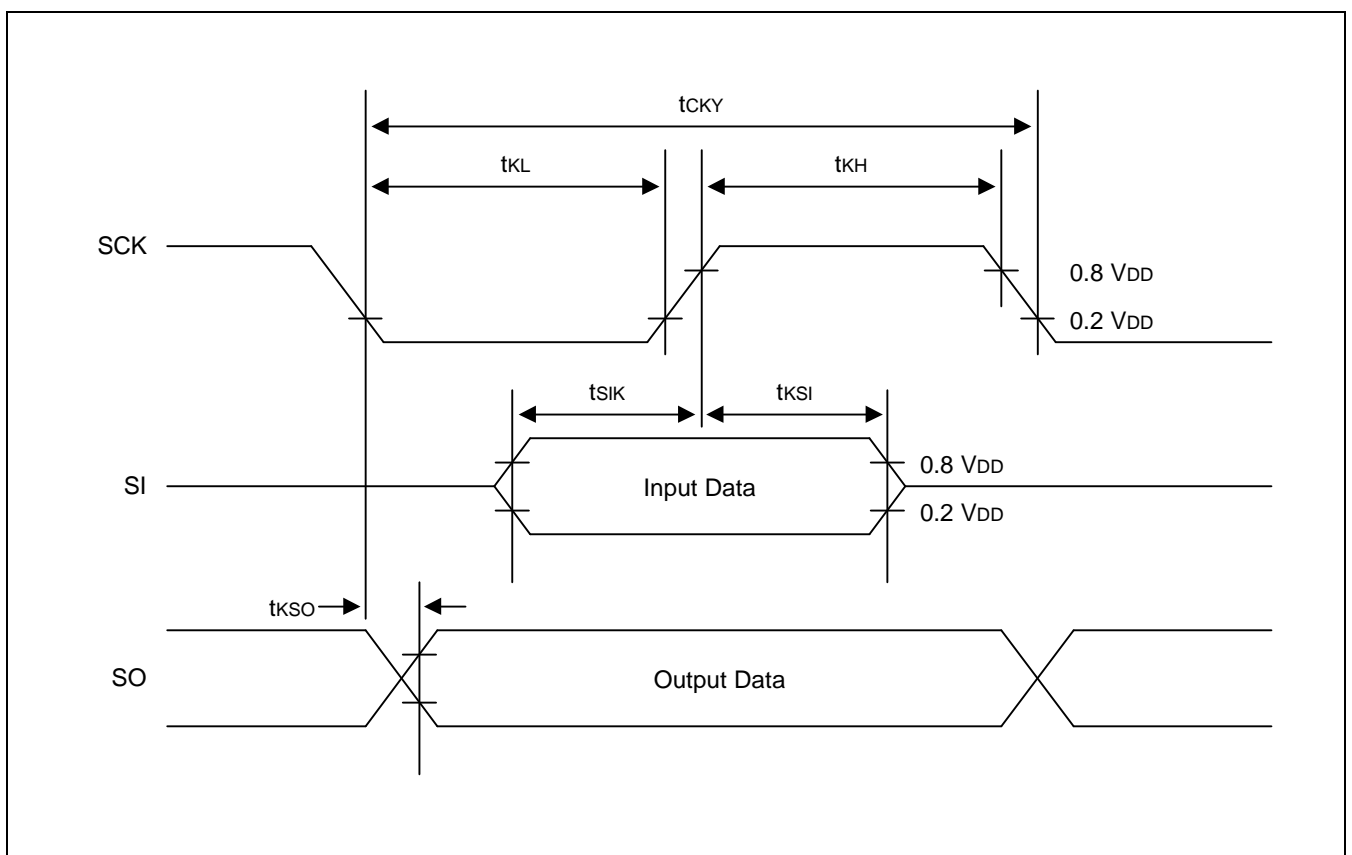 tCKY
tKL
tKH
SCK
0.8 VDD
0.2 VDD
tSIK
tKSI
SI
Input Data
0.8 VDD
0.2 VDD
tKSO
SO
Output Data